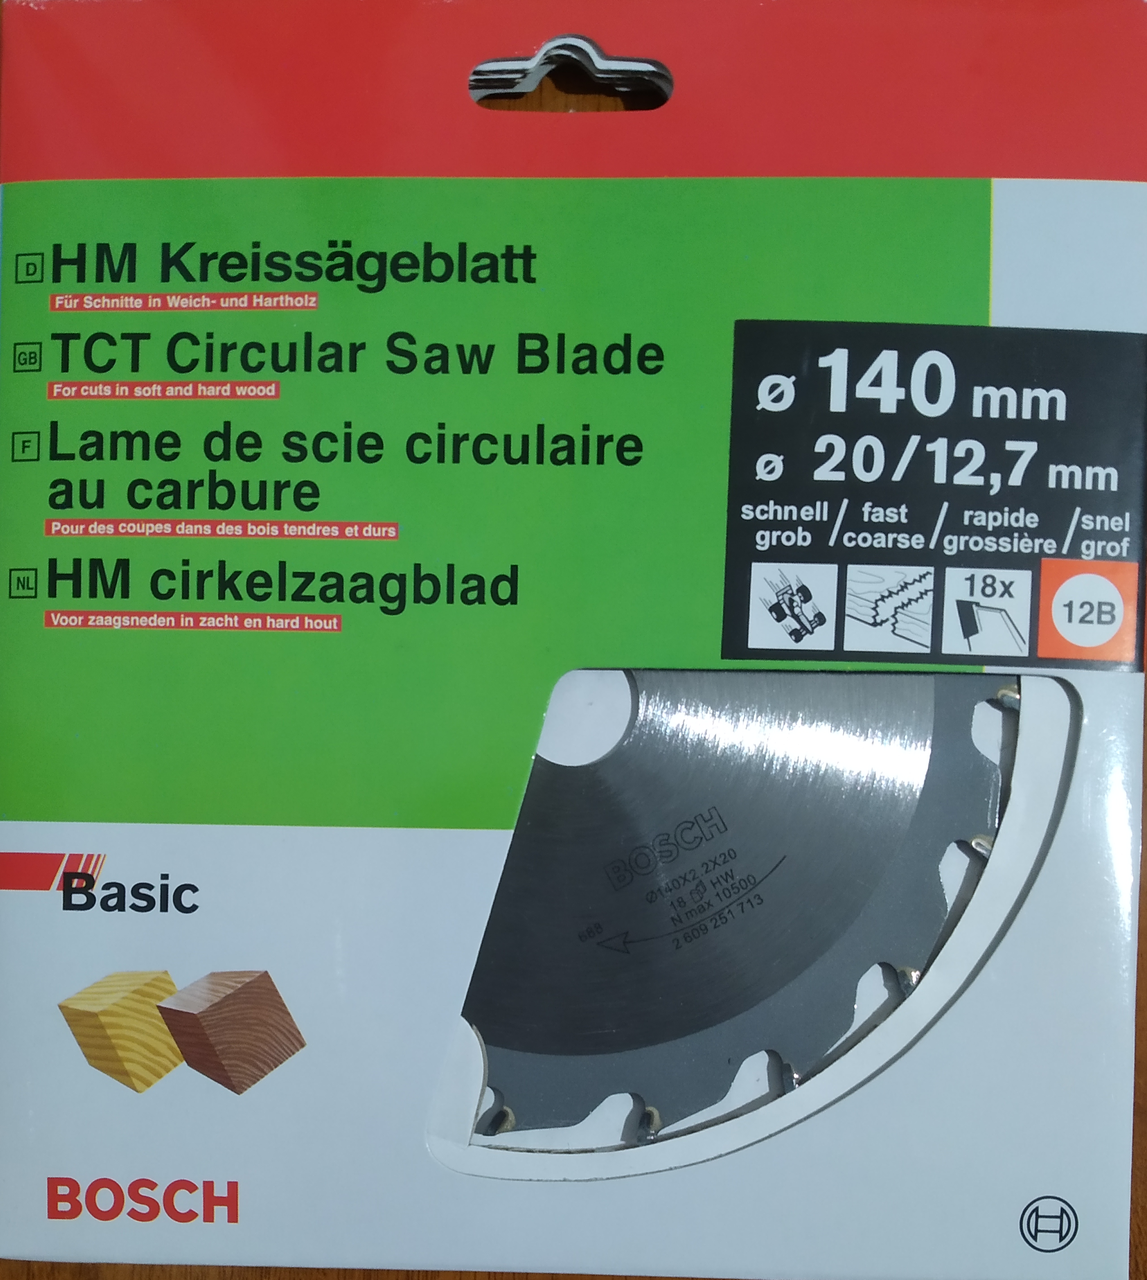 D HM Kreissägeblatt
Für Schnitte in Weich- und Hartholz
GB TCT Circular Saw Blade
For cuts in soft and hard wood
F Lame de scie circulaire
au carbure
Pour des coupes dans des bois tendres et durs
NL HM cirkelzaagblad
Voor zaagsneden in zacht en hard hout
ø 140 mm
ø 20/12,7 mm
schnell / fast / rapide / snel
grob / coarse / grossière / grof
18x
12B
BOSCH
Ø140X2,2X20
18 HW
N max 10500
2 609 251 713
688
Basic
BOSCH